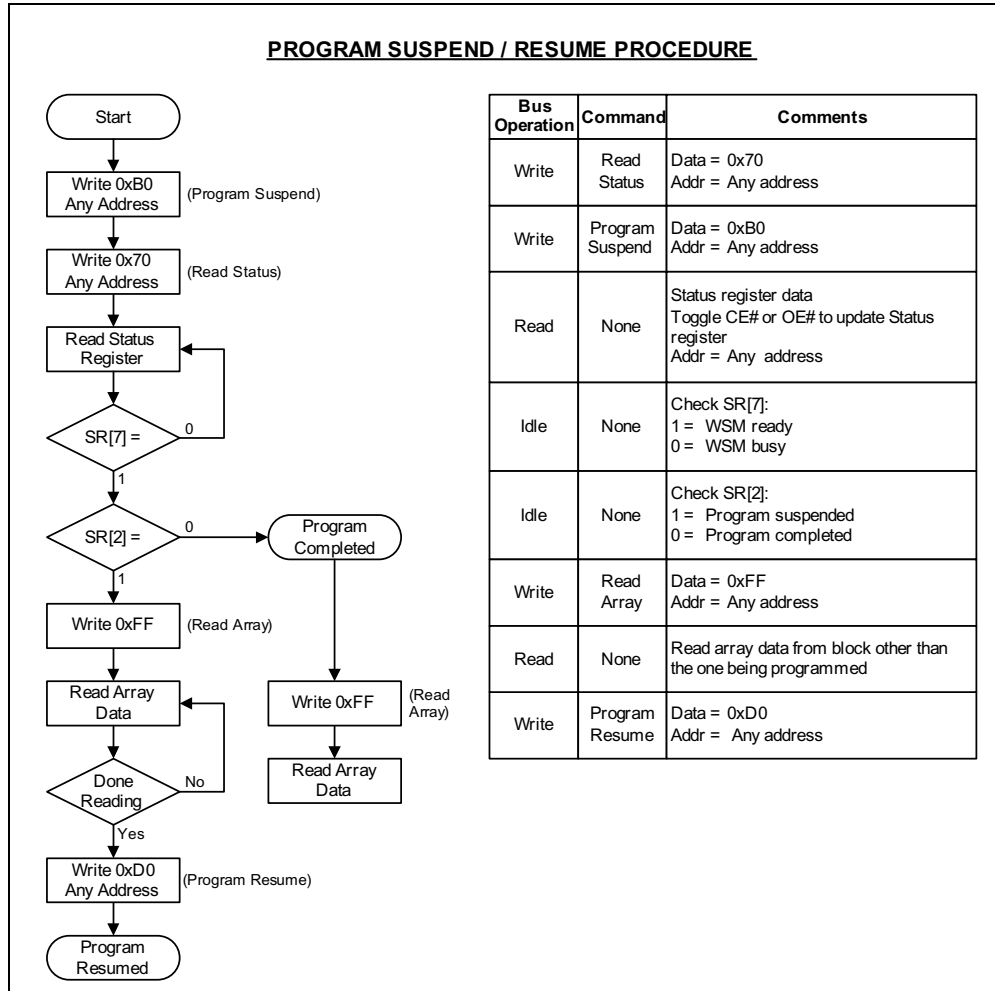 PROGRAM SUSPEND / RESUME PROCEDURE
Start
Write 0xB0
Any Address
(Program Suspend)
Write 0x70
Any Address
(Read Status)
Read Status
Register
SR[7] =
0
1
SR[2] =
0
1
Program
Completed
Write 0xFF
(Read Array)
Read Array
Data
Write 0xFF
(Read
Array)
Read Array
Data
Done
Reading
No
Yes
Write 0xD0
Any Address
(Program Resume)
Program
Resumed
Bus
Operation
Command
Comments
Write
Read
Status
Data = 0x70
Addr = Any address
Write
Program
Suspend
Data = 0xB0
Addr = Any address
Read
None
Status register data
Toggle CE# or OE# to update Status
register
Addr = Any address
Idle
None
Check SR[7]:
1 = WSM ready
0 = WSM busy
Idle
None
Check SR[2]:
1 = Program suspended
0 = Program completed
Write
Read
Array
Data = 0xFF
Addr = Any address
Read
None
Read array data from block other than
the one being programmed
Write
Program
Resume
Data = 0xD0
Addr = Any address